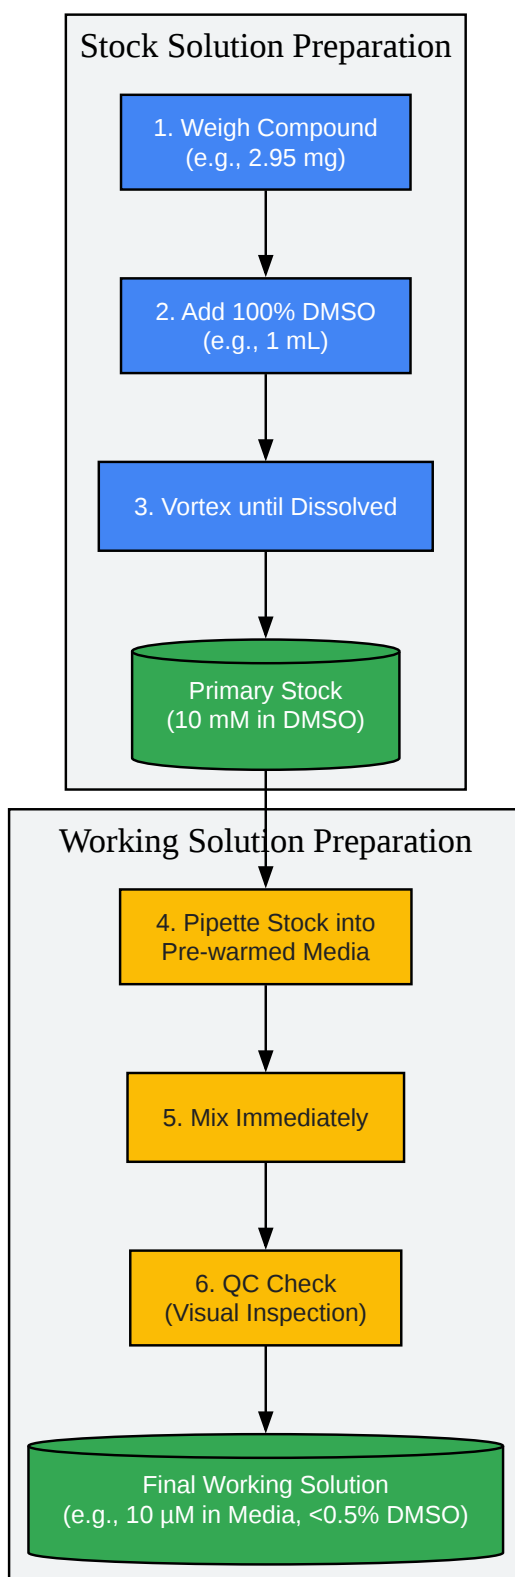 Stock Solution Preparation
1. Weigh Compound
(e.g., 2.95 mg)
2. Add 100% DMSO
(e.g., 1 mL)
3. Vortex until Dissolved
Primary Stock
(10 mM in DMSO)
Working Solution Preparation
4. Pipette Stock into
Pre-warmed Media
5. Mix Immediately
6. QC Check
(Visual Inspection)
Final Working Solution
(e.g., 10 µM in Media, <0.5% DMSO)